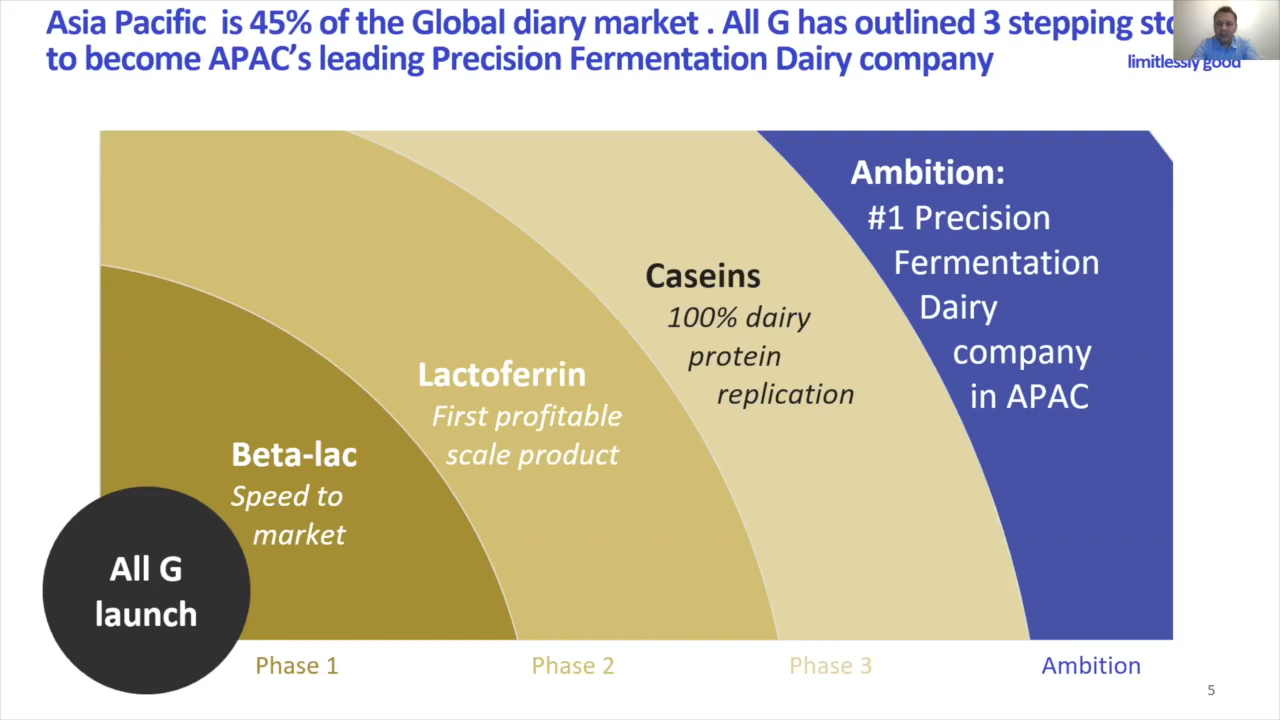 Asia Pacific is 45% of the Global diary market . All G has outlined 3 stepping
to become APAC's leading Precision Fermentation Dairy company
limitlessly good
Ambition:
#1 Precision
Fermentation
Dairy
company
in APAC
Caseins
100% dairy
protein
replication
Lactoferrin
First profitable
scale product
Beta-lac
Speed to
market
All G
launch
Phase 1
Phase 2
Phase 3
Ambition
5